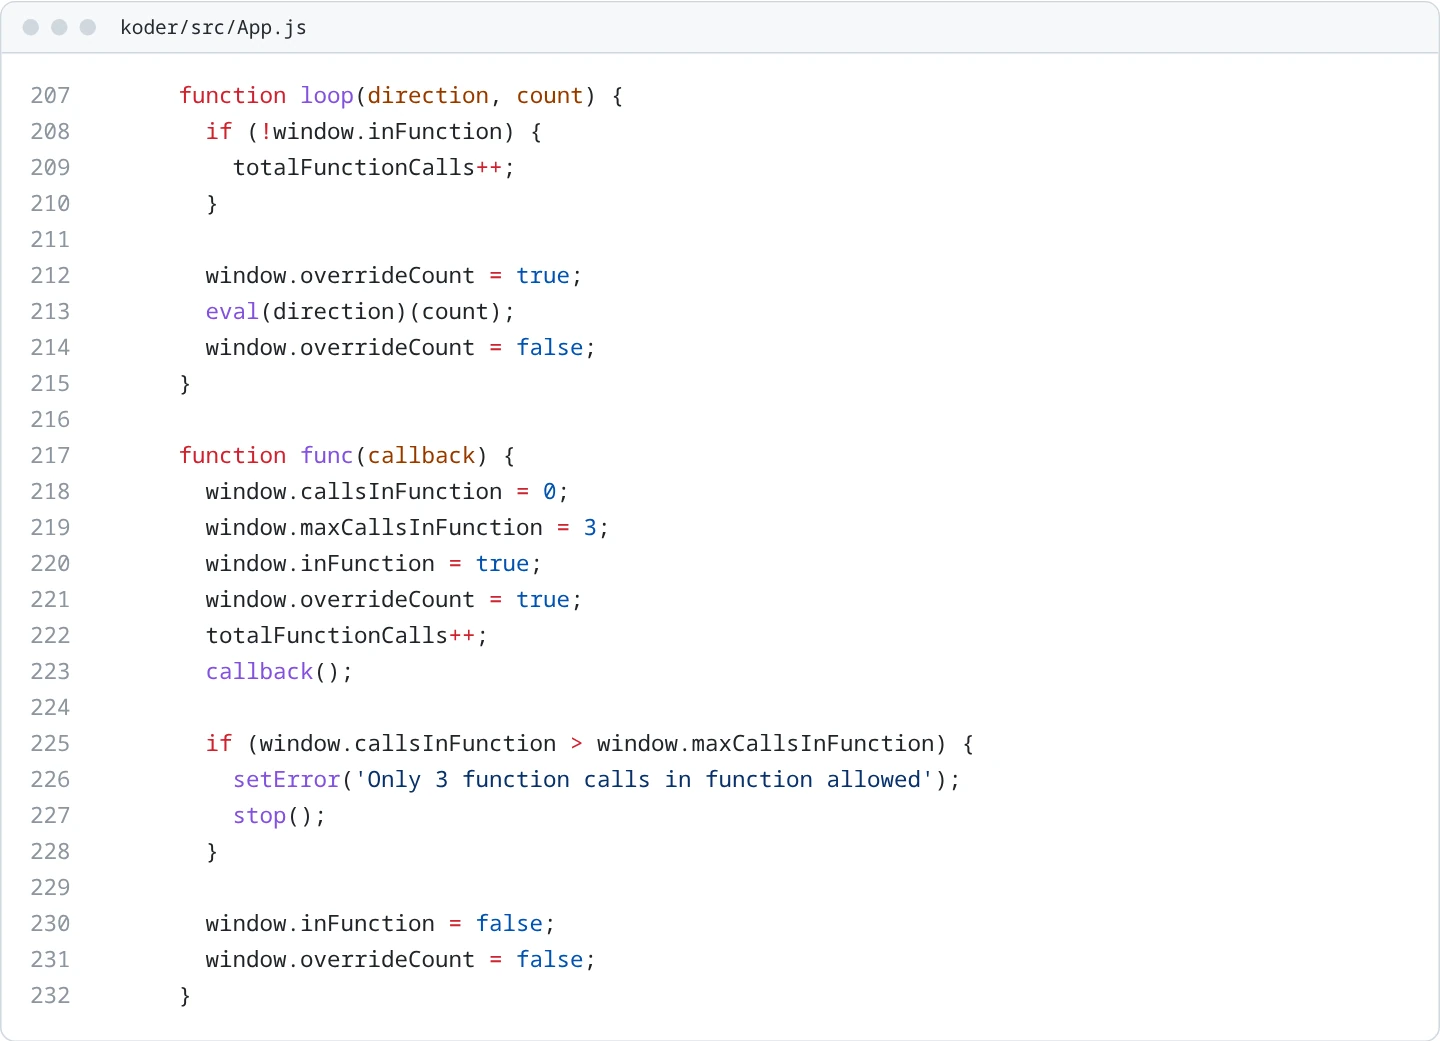 koder/src/App.js
207 function loop(direction, count) {
208 if (!window.inFunction) {
209 totalFunctionCalls++;
210 }
211
212 window.overrideCount = true;
213 eval(direction)(count);
214 window.overrideCount = false;
215 }
216
217 function func(callback) {
218 window.callsInFunction = 0;
219 window.maxCallsInFunction = 3;
220 window.inFunction = true;
221 window.overrideCount = true;
222 totalFunctionCalls++;
223 callback();
224
225 if (window.callsInFunction > window.maxCallsInFunction) {
226 setError('Only 3 function calls in function allowed');
227 stop();
228 }
229
230 window.inFunction = false;
231 window.overrideCount = false;
232 }